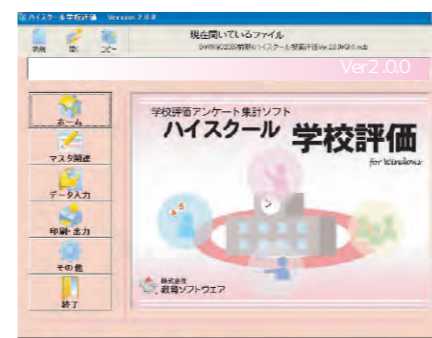 ハイスクール学校評価 Version 2.0.0
新規 開く コピー
現在開いているファイル
Ver2.0.0
ホーム
マスタ関連
データ入力
印刷・出力
その他
終了
学校評価アンケート集計ソフト
ハイスクール 学校評価
for Windows
株式会社
教育ソフトウエア